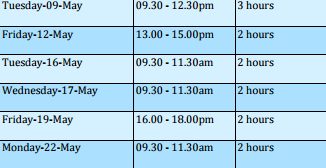 Tuesday-09-May 09.30 - 12.30pm 3 hours
Friday-12-May 13.00 - 15.00pm 2 hours
Tuesday-16-May 09.30 - 11.30am 2 hours
Wednesday-17-May 09.30 - 11.30am 2 hours
Friday-19-May 16.00 - 18.00pm 2 hours
Monday-22-May 09.30 - 11.30am 2 hours